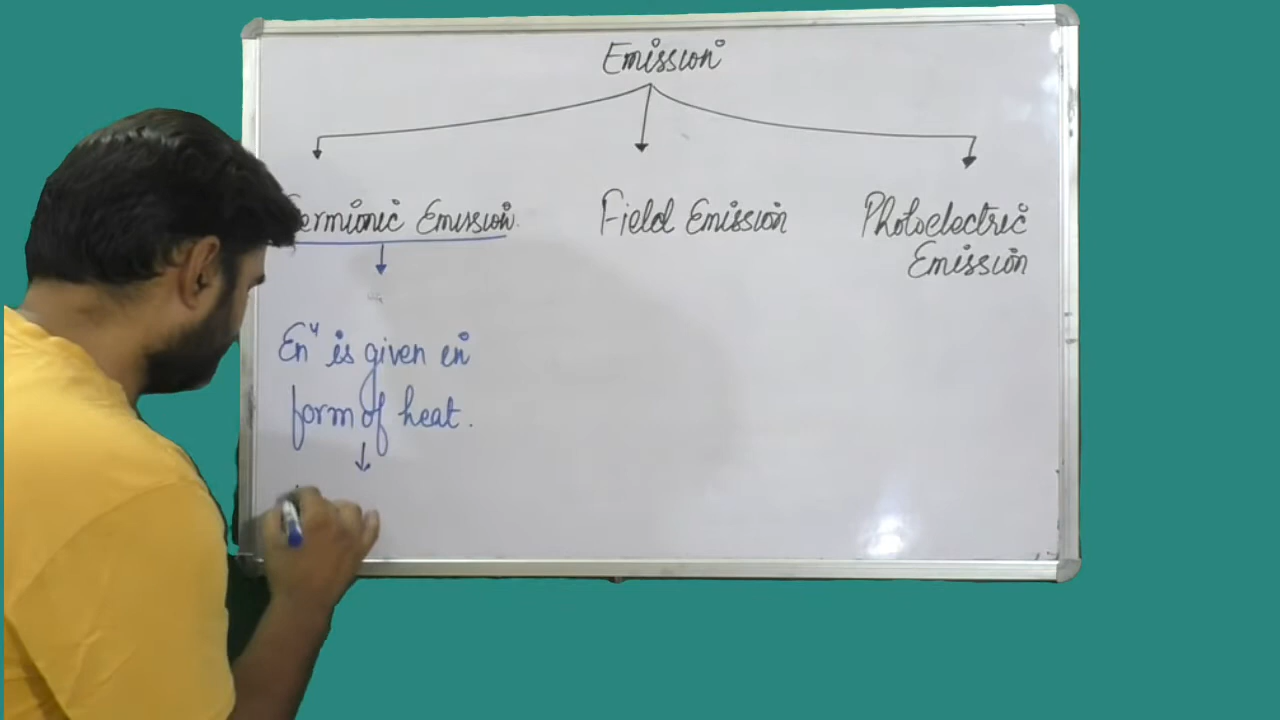 Emission
ermionic Emission.
Field Emission
Photoelectric
Emission
Enʸ is given in
form of heat.